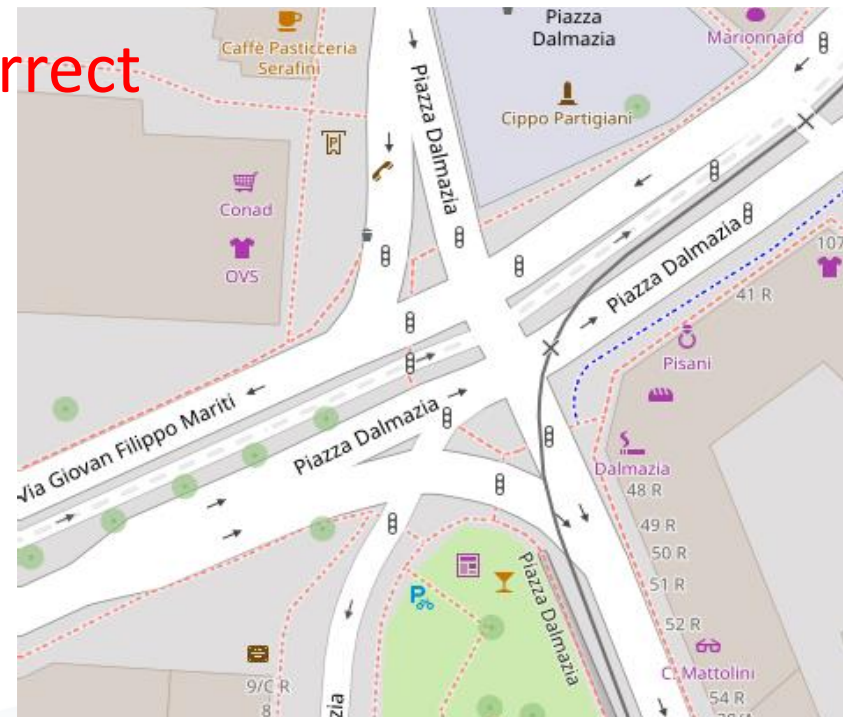 rrect
Caffè Pasticceria
Serafini
Piazza
Dalmazia
Marionnard
Cippo Partigiani
Piazza Dalmazia
Conad
OVS
Piazza Dalmazia
107
41 R
Pisani
Via Giovan Filippo Mariti
Piazza Dalmazia
Dalmazia
48 R
49 R
50 R
51 R
52 R
Piazza Dalmazia
P
C. Mattolini
54 R
9/C R
8
zia